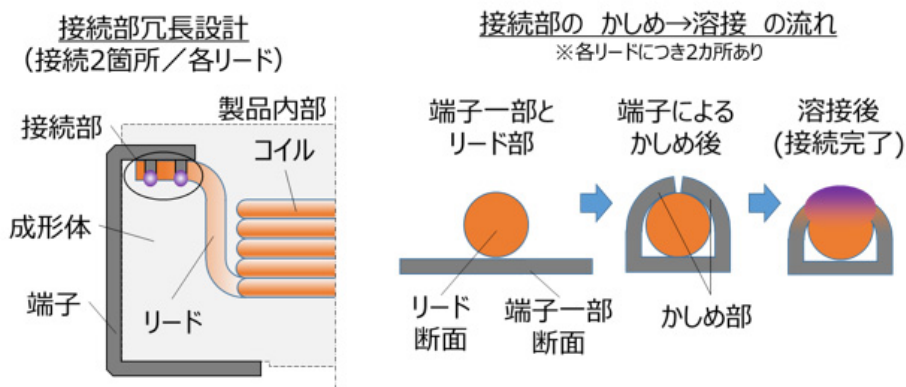 接続部冗長設計
(接続2箇所／各リード)
製品内部
接続部
コイル
成形体
端子
リード
接続部の かしめ→溶接 の流れ
※各リードにつき2カ所あり
端子一部と
リード部
端子による
かしめ後
溶接後
(接続完了)
リード
断面
端子一部
断面
かしめ部